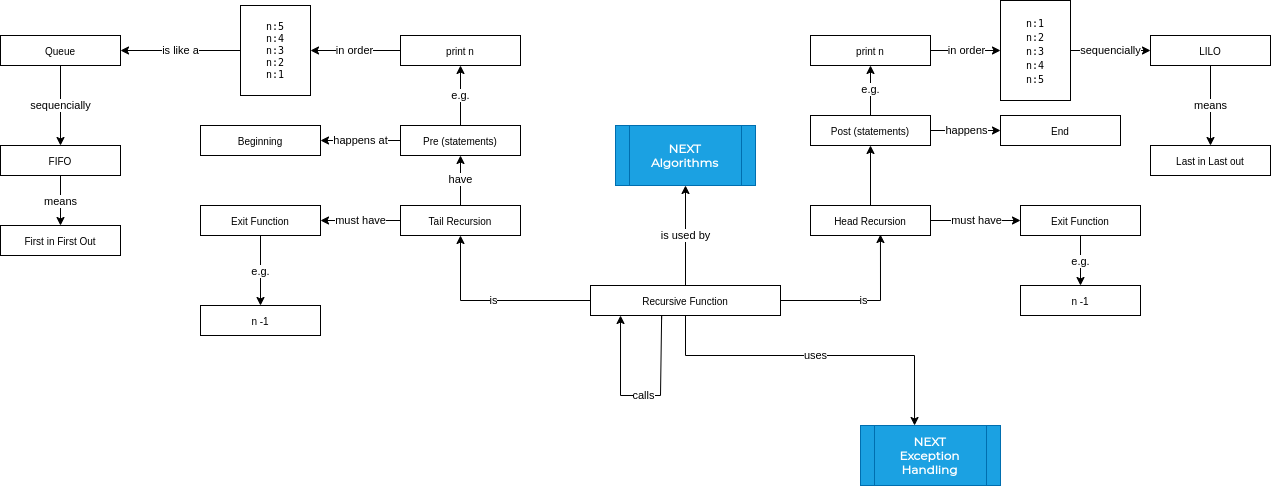 n:5
n:4
n:3
n:2
n:1
n:1
n:2
n:3
n:4
n:5
Queue
is like a
in order
print n
print n
in order
sequencially
LILO
sequencially
e.g.
e.g.
means
Beginning
happens at
Pre (statements)
NEXT
Algorithms
Post (statements)
happens
End
FIFO
Last in Last out
means
have
Exit Function
must have
Tail Recursion
Head Recursion
must have
Exit Function
First in First Out
is used by
e.g.
e.g.
is
Recursive Function
is
n -1
n -1
uses
calls
NEXT
Exception
Handling